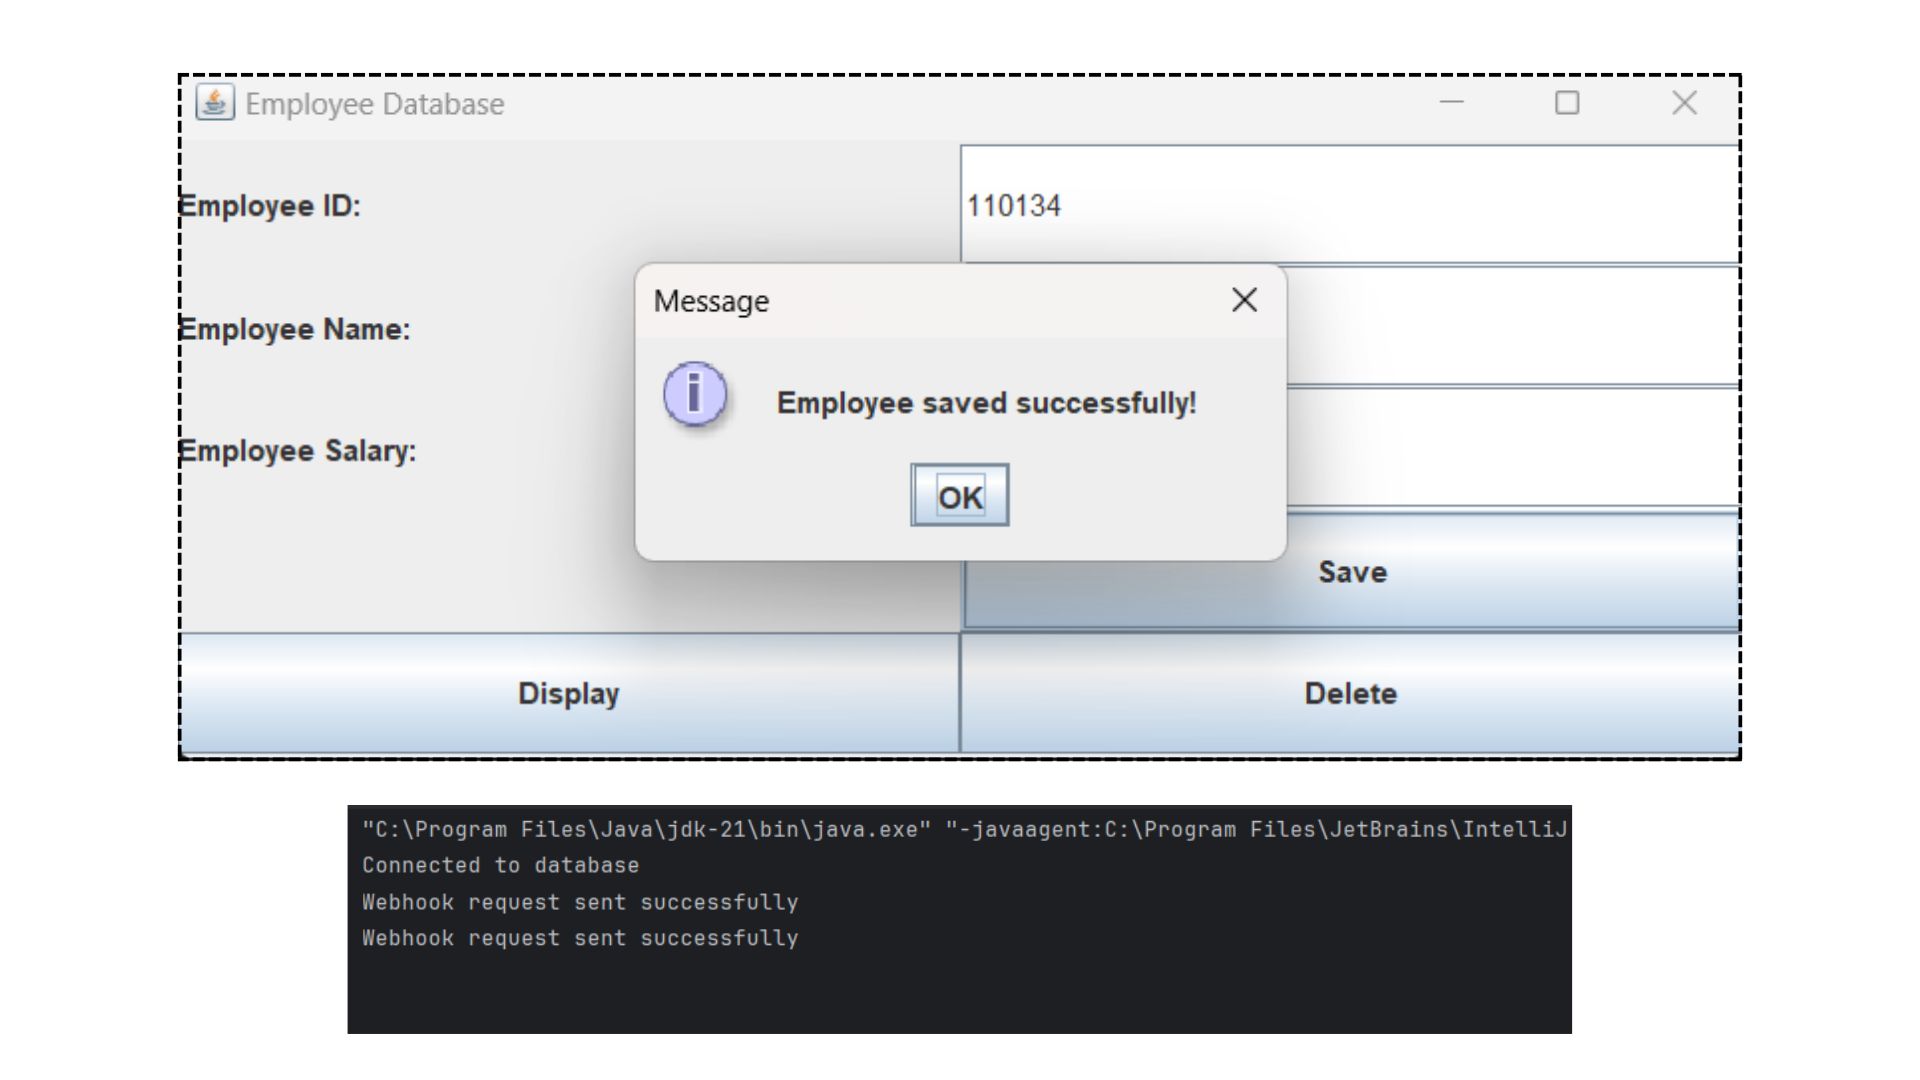 Employee Database
Employee ID:
110134
Message
Employee Name:
Employee saved successfully!
Employee Salary:
OK
Save
Display
Delete
"C:\Program Files\Java\jdk-21\bin\java.exe" "-javaagent:C:\Program Files\JetBrains\IntelliJ
Connected to database
Webhook request sent successfully
Webhook request sent successfully